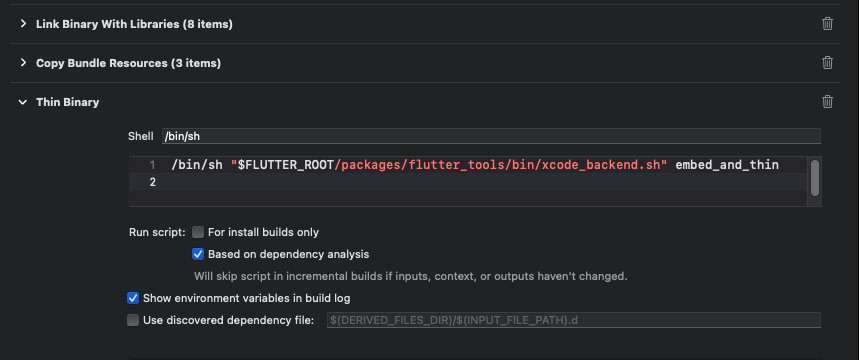 Link Binary With Libraries (8 items)
Copy Bundle Resources (3 items)
Thin Binary
Shell /bin/sh
1 /bin/sh "$FLUTTER_ROOT/packages/flutter_tools/bin/xcode_backend.sh" embed_and_thin
2
Run script: For install builds only
Based on dependency analysis
Will skip script in incremental builds if inputs, context, or outputs haven't changed.
Show environment variables in build log
Use discovered dependency file: $(DERIVED_FILES_DIR)/$(INPUT_FILE_PATH).d